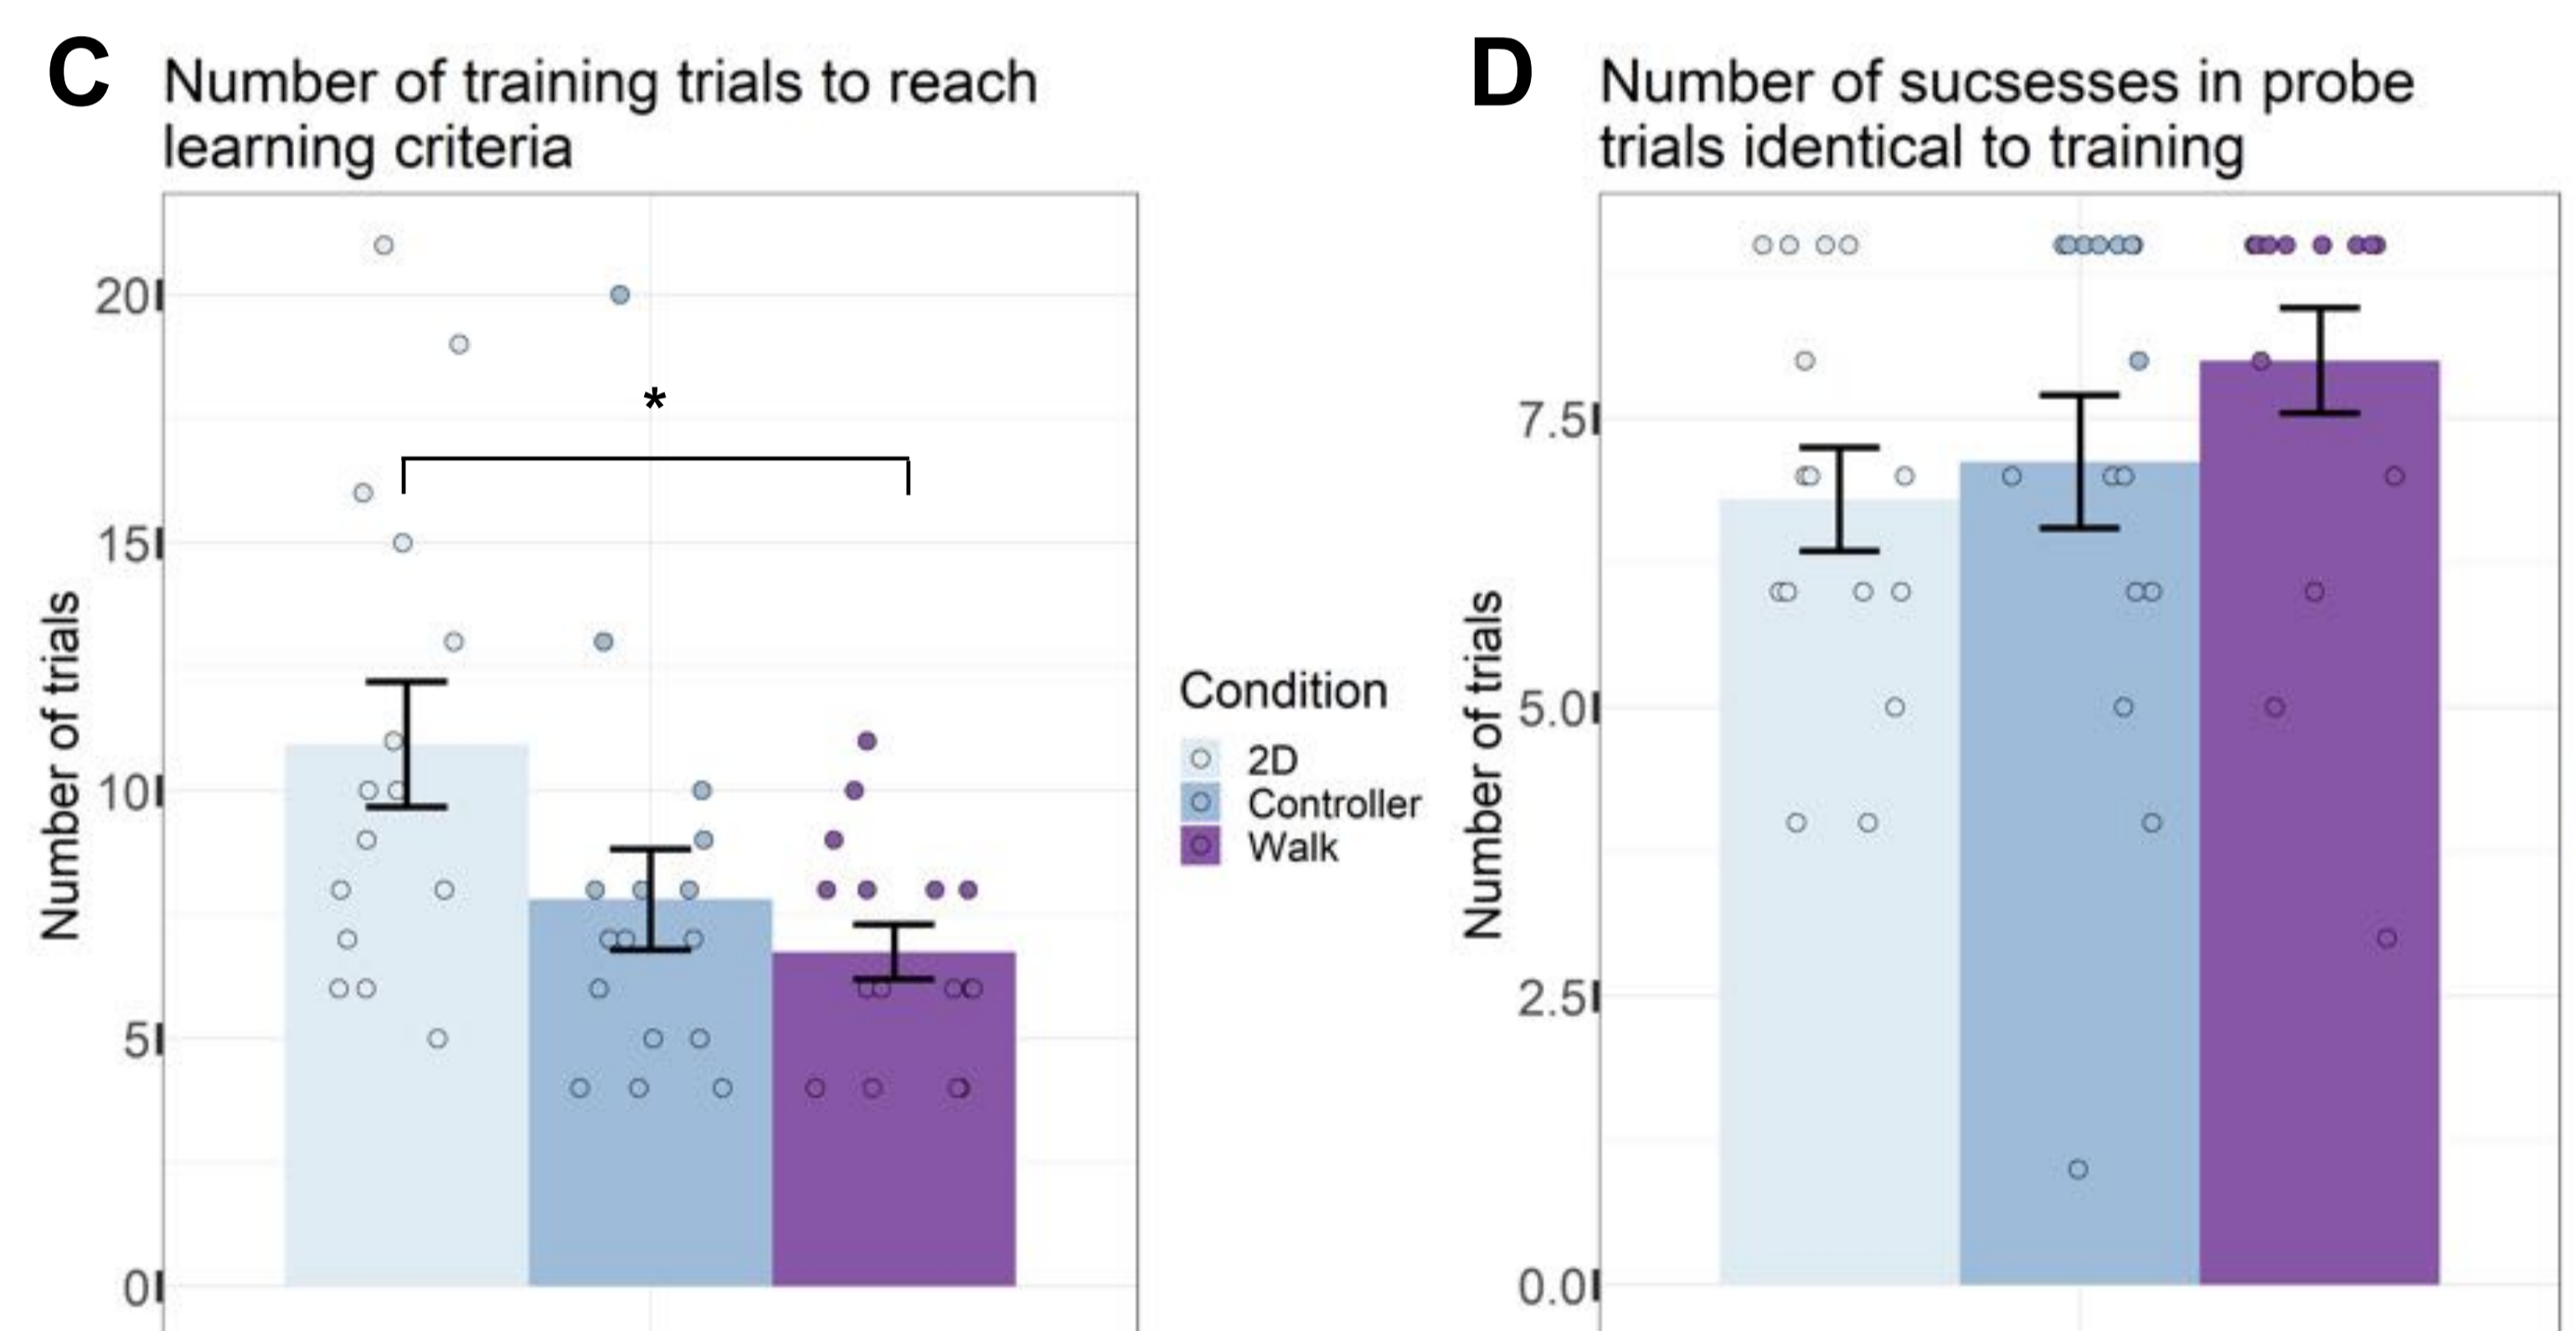 C
Number of training trials to reach
learning criteria
20
15
10
5
0
Number of trials
*
Condition
2D
Controller
Walk
D
Number of sucsesses in probe
trials identical to training
7.5
5.0
2.5
0.0
Number of trials